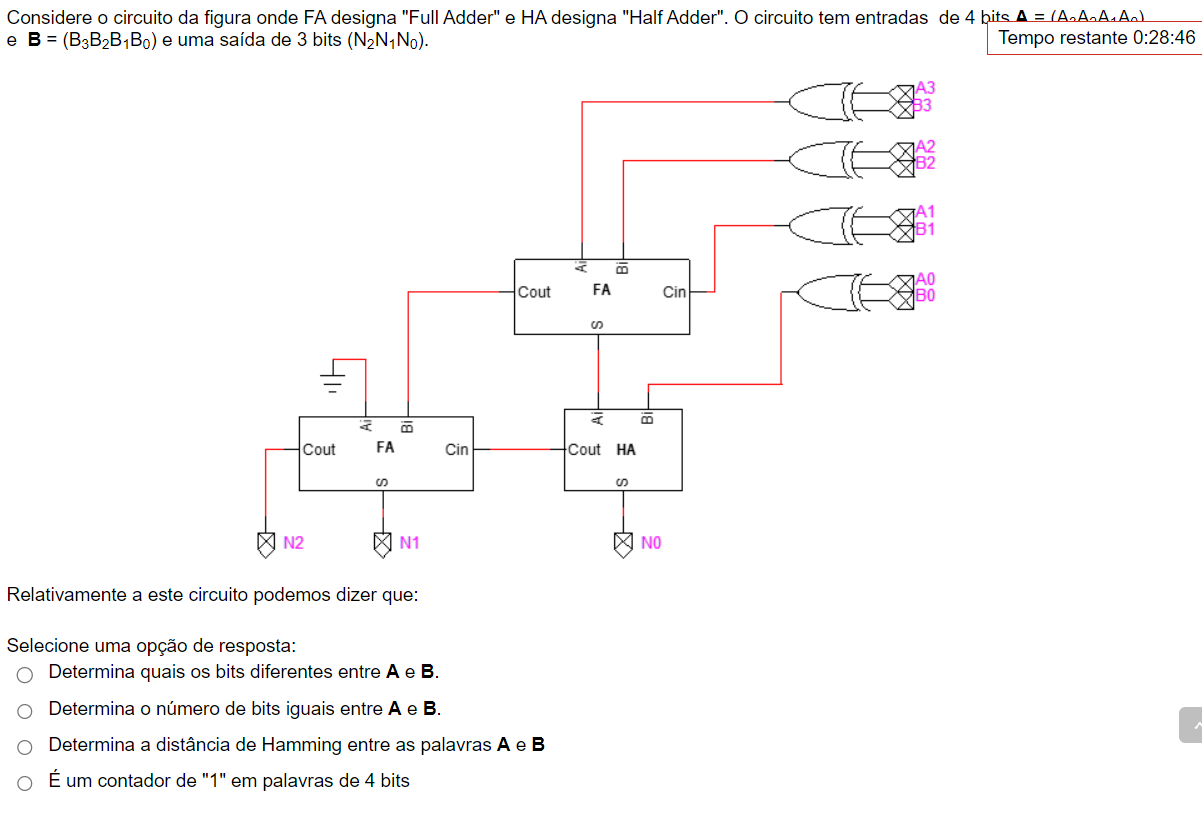 Considere o circuito da figura onde FA designa "Full Adder" e HA designa "Half Adder". O circuito tem entradas de 4 bits A = (A₃A₂A₁A₀)
e B = (B₃B₂B₁B₀) e uma saída de 3 bits (N₂N₁N₀).
Tempo restante 0:28:46
A3
B3
A2
B2
A1
B1
A0
B0
Ai Bi
Cout FA Cin
S
Ai Bi
Cout FA Cin
S
Ai Bi
Cout HA
S
N2 N1 N0
Relativamente a este circuito podemos dizer que:
Selecione uma opção de resposta:
Determina quais os bits diferentes entre A e B.
Determina o número de bits iguais entre A e B.
Determina a distância de Hamming entre as palavras A e B
É um contador de "1" em palavras de 4 bits